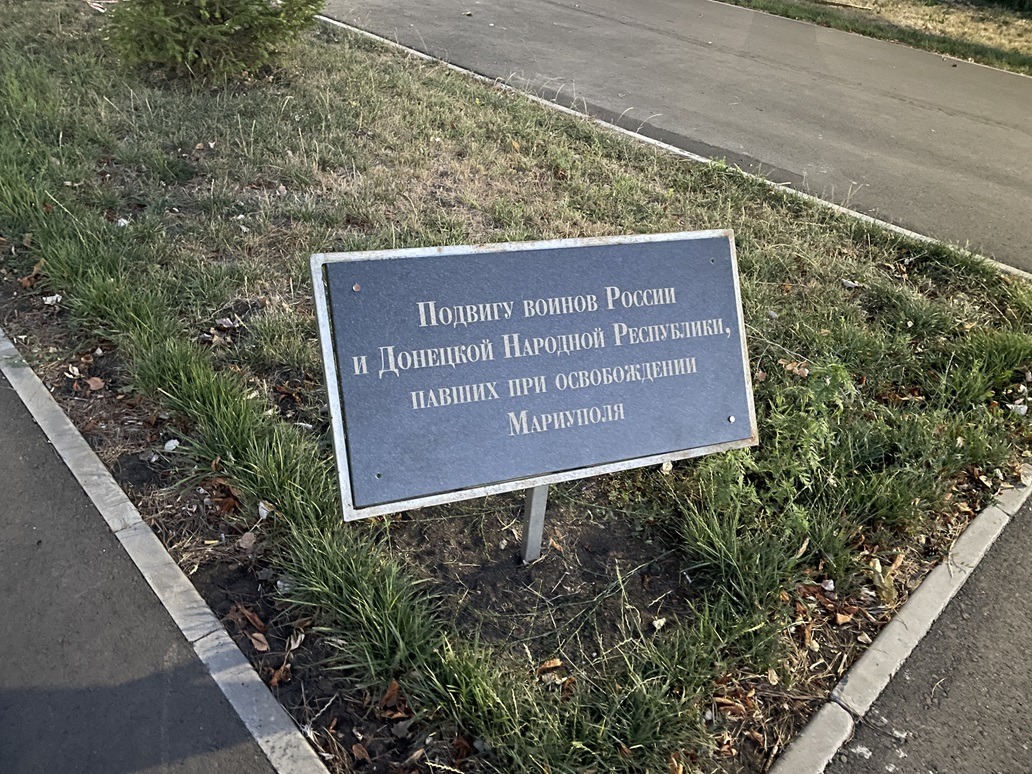 Подвигу воинов России
и Донецкой Народной Республики,
павших при освобождении
Мариуполя